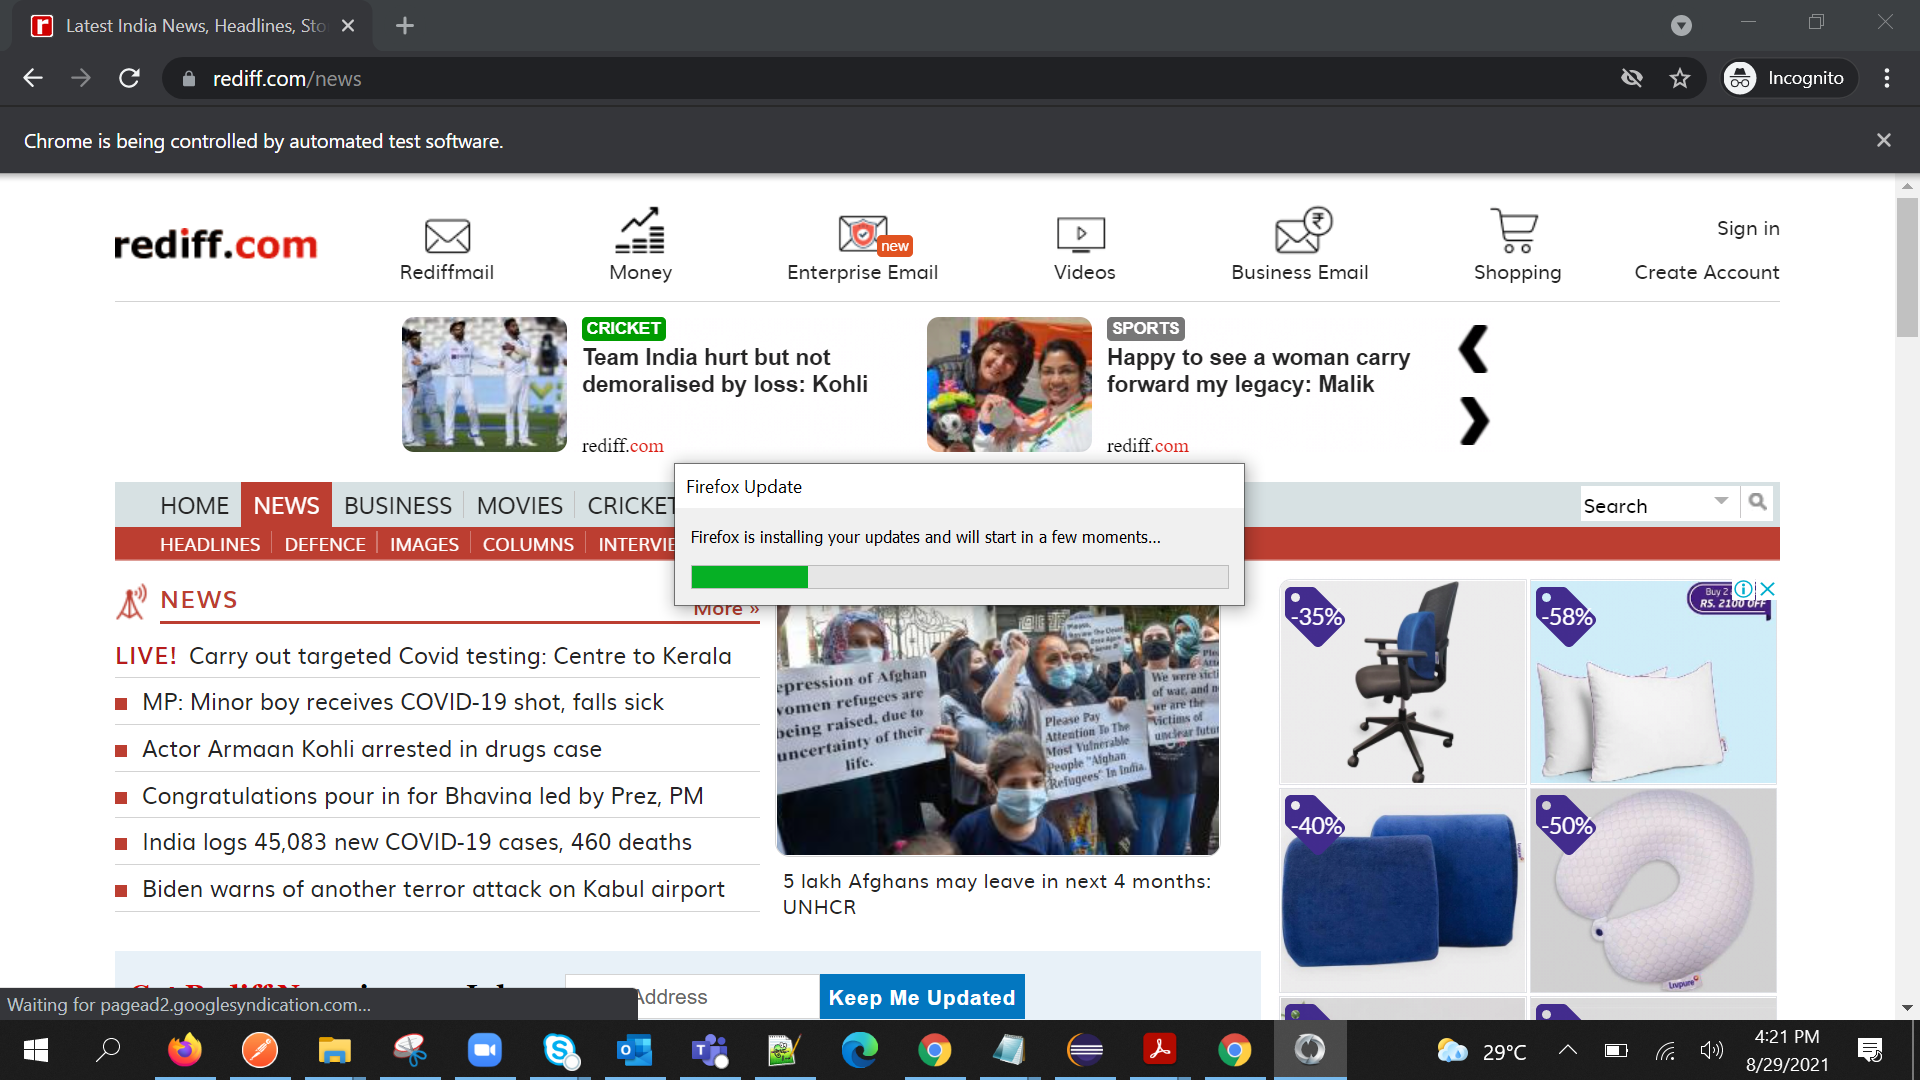 Latest India News, Headlines, Sto
rediff.com/news
Incognito
Chrome is being controlled by automated test software.
rediff.com
Rediffmail
Money
new
Enterprise Email
Videos
Business Email
Shopping
Sign in
Create Account
CRICKET
Team India hurt but not
demoralised by loss: Kohli
rediff.com
SPORTS
Happy to see a woman carry
forward my legacy: Malik
rediff.com
HOME NEWS BUSINESS MOVIES CRICKET
Search
HEADLINES DEFENCE IMAGES COLUMNS INTERVIE
Firefox Update
Firefox is installing your updates and will start in a few moments...
NEWS
More »
LIVE! Carry out targeted Covid testing: Centre to Kerala
MP: Minor boy receives COVID-19 shot, falls sick
Actor Armaan Kohli arrested in drugs case
Congratulations pour in for Bhavina led by Prez, PM
India logs 45,083 new COVID-19 cases, 460 deaths
Biden warns of another terror attack on Kabul airport
epression of Afghan
women refugees are
being raised, due to
uncertainty of their
life.
Please Pay
Attention To The
Most Vulnerable
People "Afghan
Refugees" In India.
We were victi
of war, and n
we are the
victims of
unclear futur
5 lakh Afghans may leave in next 4 months:
UNHCR
-35%
-58%
Buy 2
RS. 2100 OFF
-40%
-50%
Livpure
Address
Keep Me Updated
Waiting for pagead2.googlesyndication.com...
29°C
4:21 PM
8/29/2021